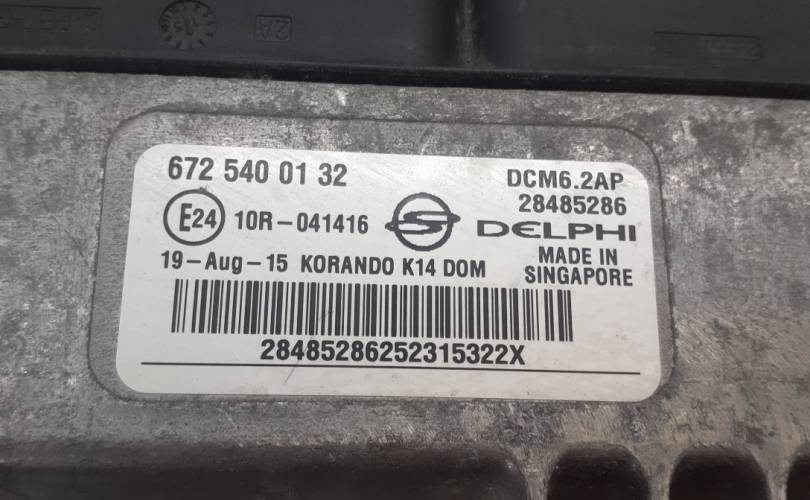 2A
672 540 01 32
DCM6.2AP
28485286
E24 10R-041416
DELPHI
19-Aug-15 KORANDO K14 DOM
MADE IN
SINGAPORE
28485286252315322X